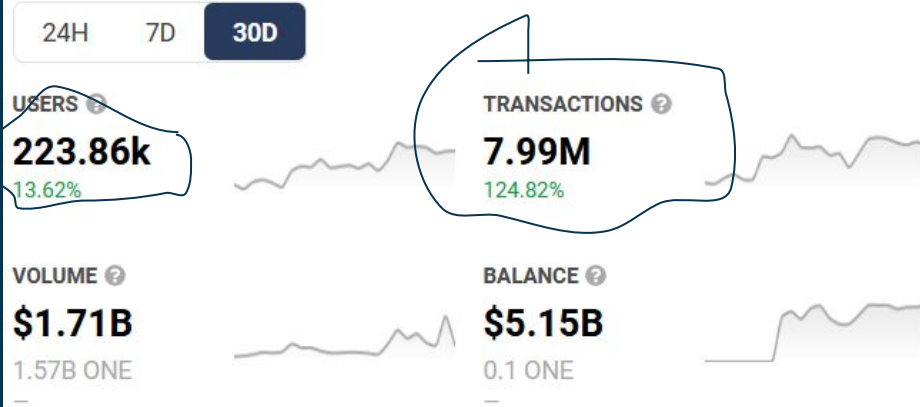 24H 7D 30D
USERS ?
223.86k
13.62%
TRANSACTIONS ?
7.99M
124.82%
VOLUME ?
$1.71B
1.57B ONE
—
BALANCE ?
$5.15B
0.1 ONE
—